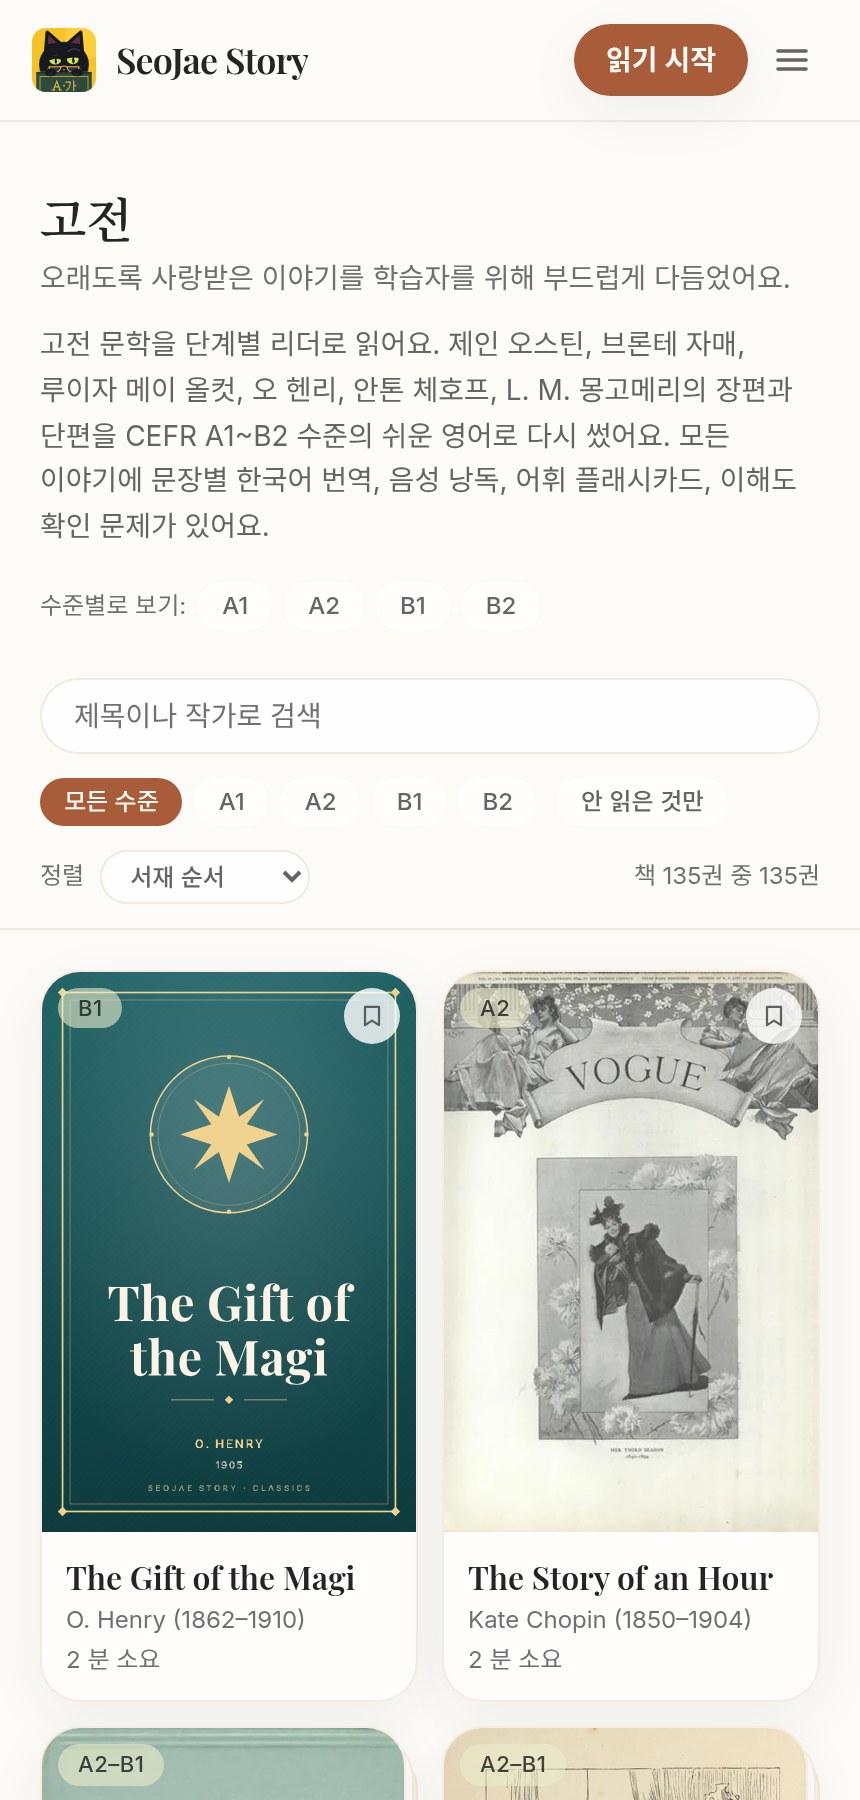 A·가
SeoJae Story
읽기 시작
고전
오래도록 사랑받은 이야기를 학습자를 위해 부드럽게 다듬었어요.
고전 문학을 단계별 리더로 읽어요. 제인 오스틴, 브론테 자매,
루이자 메이 올컷, 오 헨리, 안톤 체호프, L. M. 몽고메리의 장편과
단편을 CEFR A1~B2 수준의 쉬운 영어로 다시 썼어요. 모든
이야기에 문장별 한국어 번역, 음성 낭독, 어휘 플래시카드, 이해도
확인 문제가 있어요.
수준별로 보기: A1 A2 B1 B2
제목이나 작가로 검색
모든 수준 A1 A2 B1 B2 안 읽은 것만
정렬 서재 순서 책 135권 중 135권
B1
The Gift of
the Magi
O. HENRY
1905
SEOJAE STORY · CLASSICS
The Gift of the Magi
O. Henry (1862–1910)
2 분 소요
A2
VOGUE
HER THIRD SEASON
The Story of an Hour
Kate Chopin (1850–1904)
2 분 소요
A2–B1
A2–B1